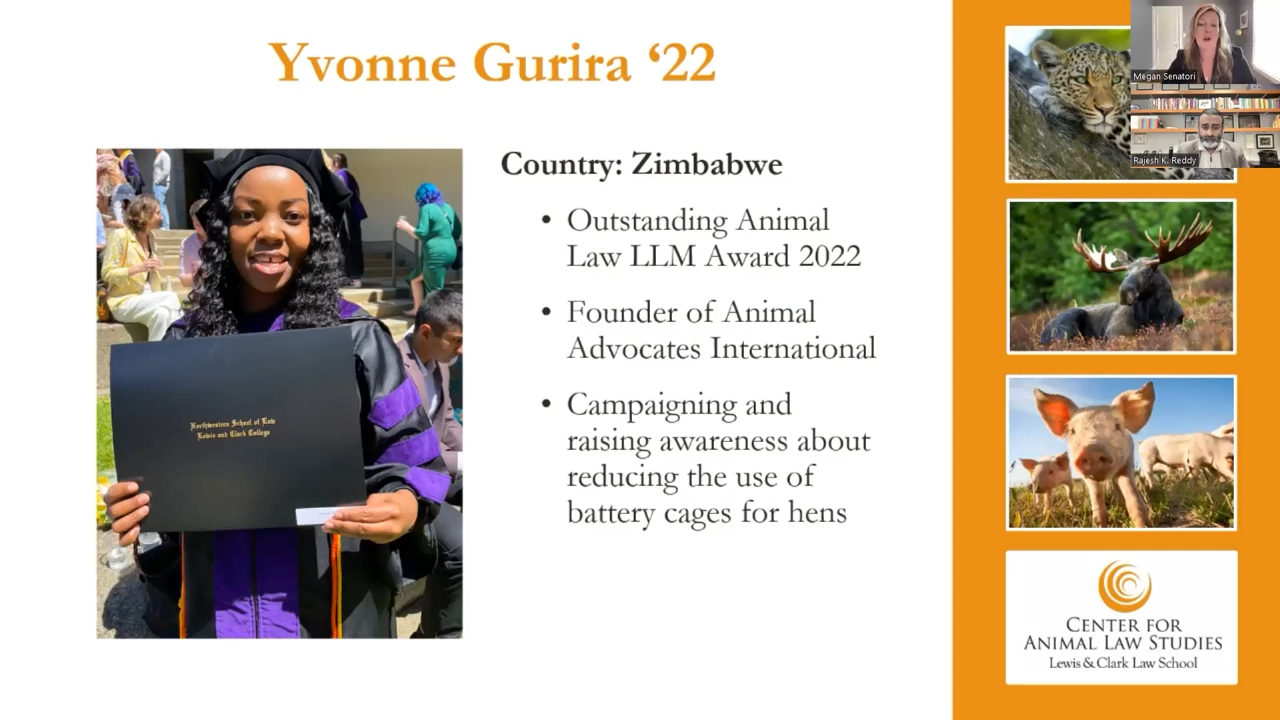 Yvonne Gurira ‘22
Country: Zimbabwe
• Outstanding Animal
Law LLM Award 2022
• Founder of Animal
Advocates International
• Campaigning and
raising awareness about
reducing the use of
battery cages for hens
Northwestern School of Law
Lewis and Clark College
Megan Senatori
Rajesh K. Reddy
CENTER FOR
ANIMAL LAW STUDIES
Lewis & Clark Law School